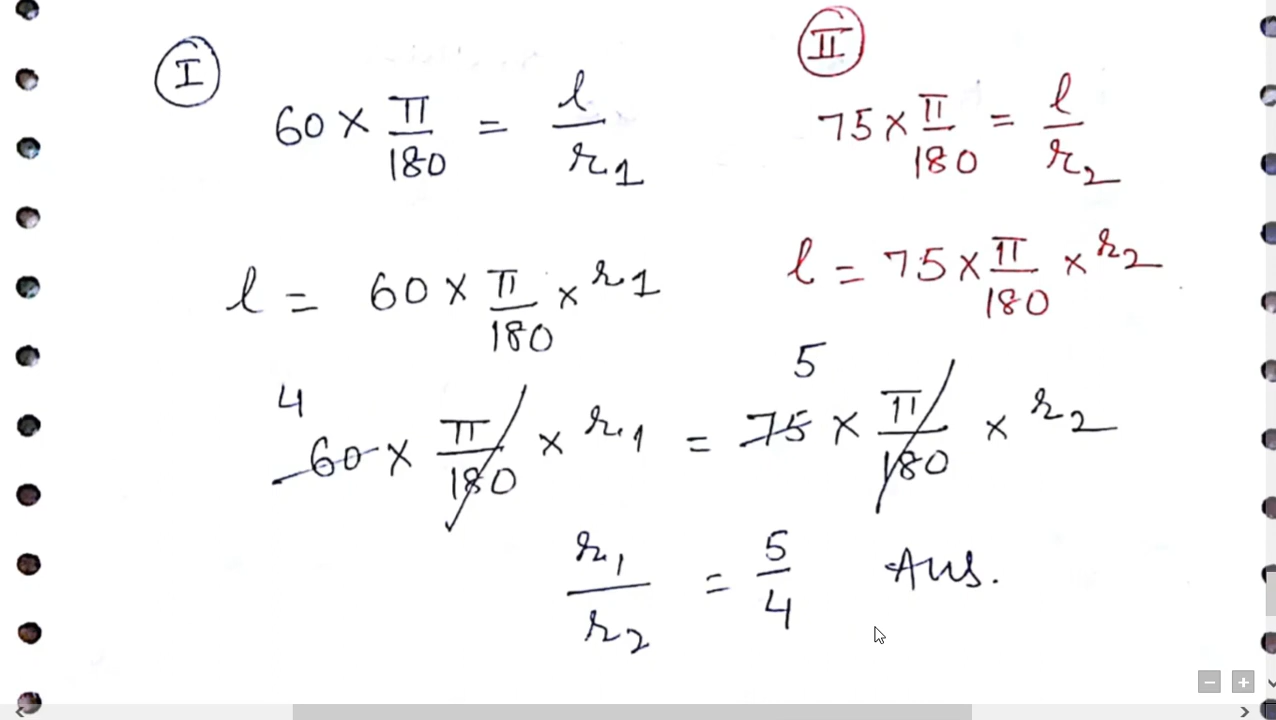 I
II
60 × π/180 = l/r1
75 × π/180 = l/r2
l = 60 × π/180 × r1
l = 75 × π/180 × r2
4 5
60 × π/180 × r1 = 75 × π/180 × r2
r1/r2 = 5/4 Ans.